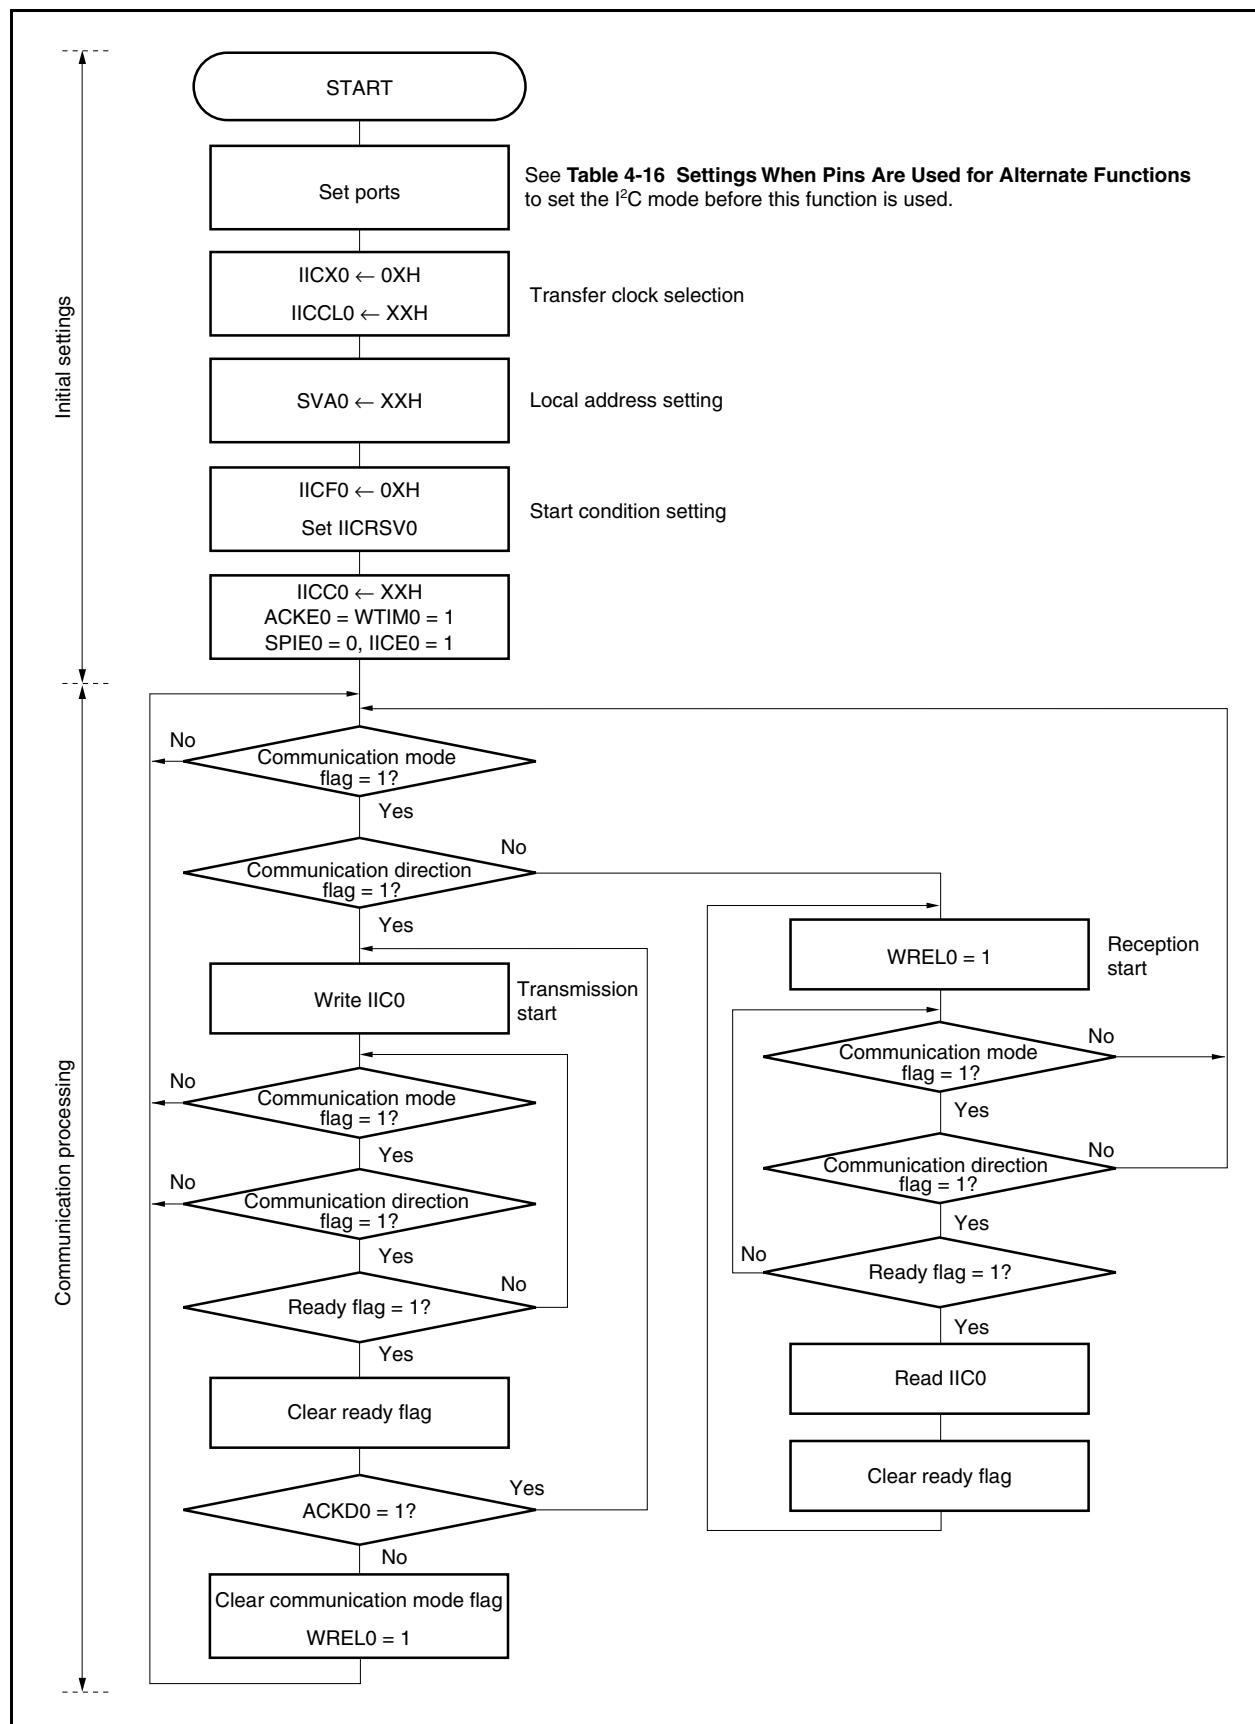 START
Set ports
See Table 4-16 Settings When Pins Are Used for Alternate Functions
to set the I²C mode before this function is used.
IICX0 ← 0XH
IICCL0 ← XXH
Transfer clock selection
SVA0 ← XXH
Local address setting
IICF0 ← 0XH
Set IICRSV0
Start condition setting
IICC0 ← XXH
ACKE0 = WTIM0 = 1
SPIE0 = 0, IICE0 = 1
Initial settings
No
Communication mode
flag = 1?
Yes
No
Communication direction
flag = 1?
Yes
Write IIC0
Transmission
start
No
Communication mode
flag = 1?
Yes
No
Communication direction
flag = 1?
Yes
No
Ready flag = 1?
Yes
Clear ready flag
Yes
ACKD0 = 1?
No
Clear communication mode flag
WREL0 = 1
WREL0 = 1
Reception
start
No
Communication mode
flag = 1?
Yes
No
Communication direction
flag = 1?
Yes
No
Ready flag = 1?
Yes
Read IIC0
Clear ready flag
Communication processing